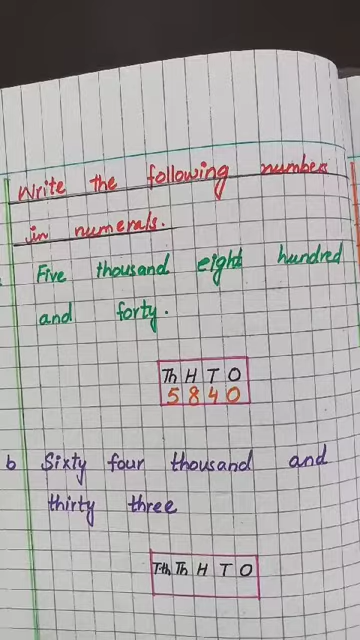 Write the following numbers
in numerals.
Five thousand eight hundred
and forty.
Th H T O
5 8 4 0
b Sixty four thousand and
thirty three
T.th Th H T O